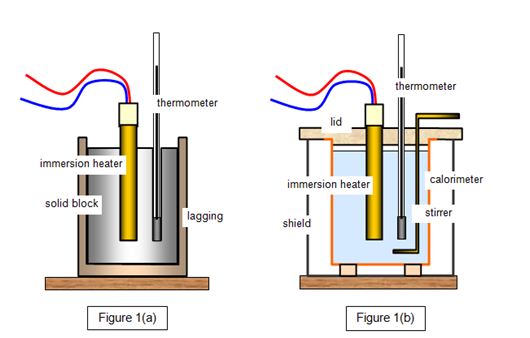 thermometer
immersion heater
solid block
lagging
Figure 1(a)
thermometer
lid
immersion heater
calorimeter
stirrer
shield
Figure 1(b)